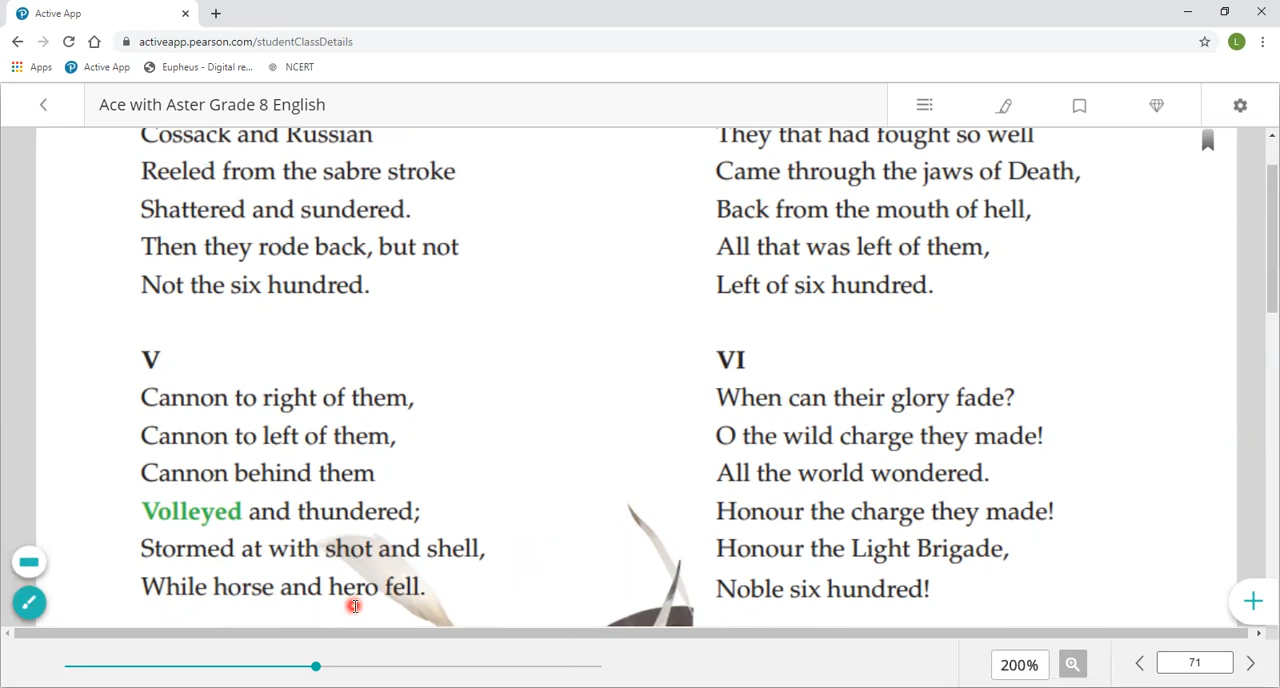 Active App
activeapp.pearson.com/studentClassDetails
L
Apps
Active App
Eupheus - Digital re...
NCERT
Ace with Aster Grade 8 English
Cossack and Russian
Reeled from the sabre stroke
Shattered and sundered.
Then they rode back, but not
Not the six hundred.
V
Cannon to right of them,
Cannon to left of them,
Cannon behind them
Volleyed and thundered;
Stormed at with shot and shell,
While horse and hero fell.
They that had fought so well
Came through the jaws of Death,
Back from the mouth of hell,
All that was left of them,
Left of six hundred.
VI
When can their glory fade?
O the wild charge they made!
All the world wondered.
Honour the charge they made!
Honour the Light Brigade,
Noble six hundred!
200%
71